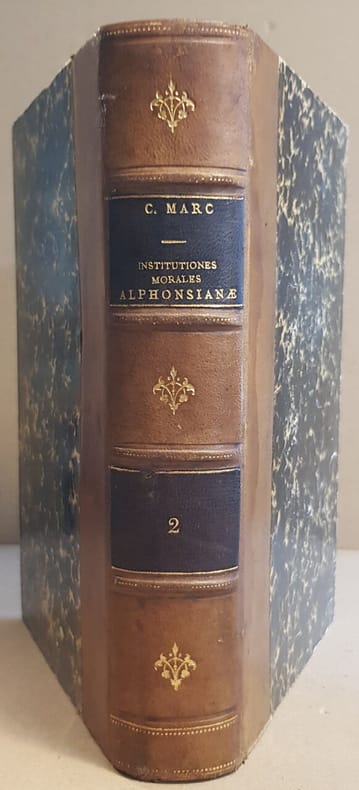 C. MARC
INSTITUTIONES
MORALES
ALPHONSIANÆ
2